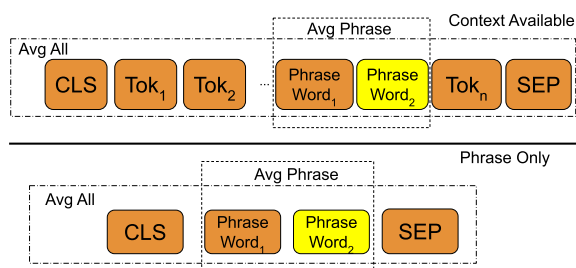 Context Available
Avg Phrase
Avg All
CLS Tok1 Tok2 ... Phrase Word1 Phrase Word2 Tokn SEP
Phrase Only
Avg Phrase
Avg All
CLS Phrase Word1 Phrase Word2 SEP